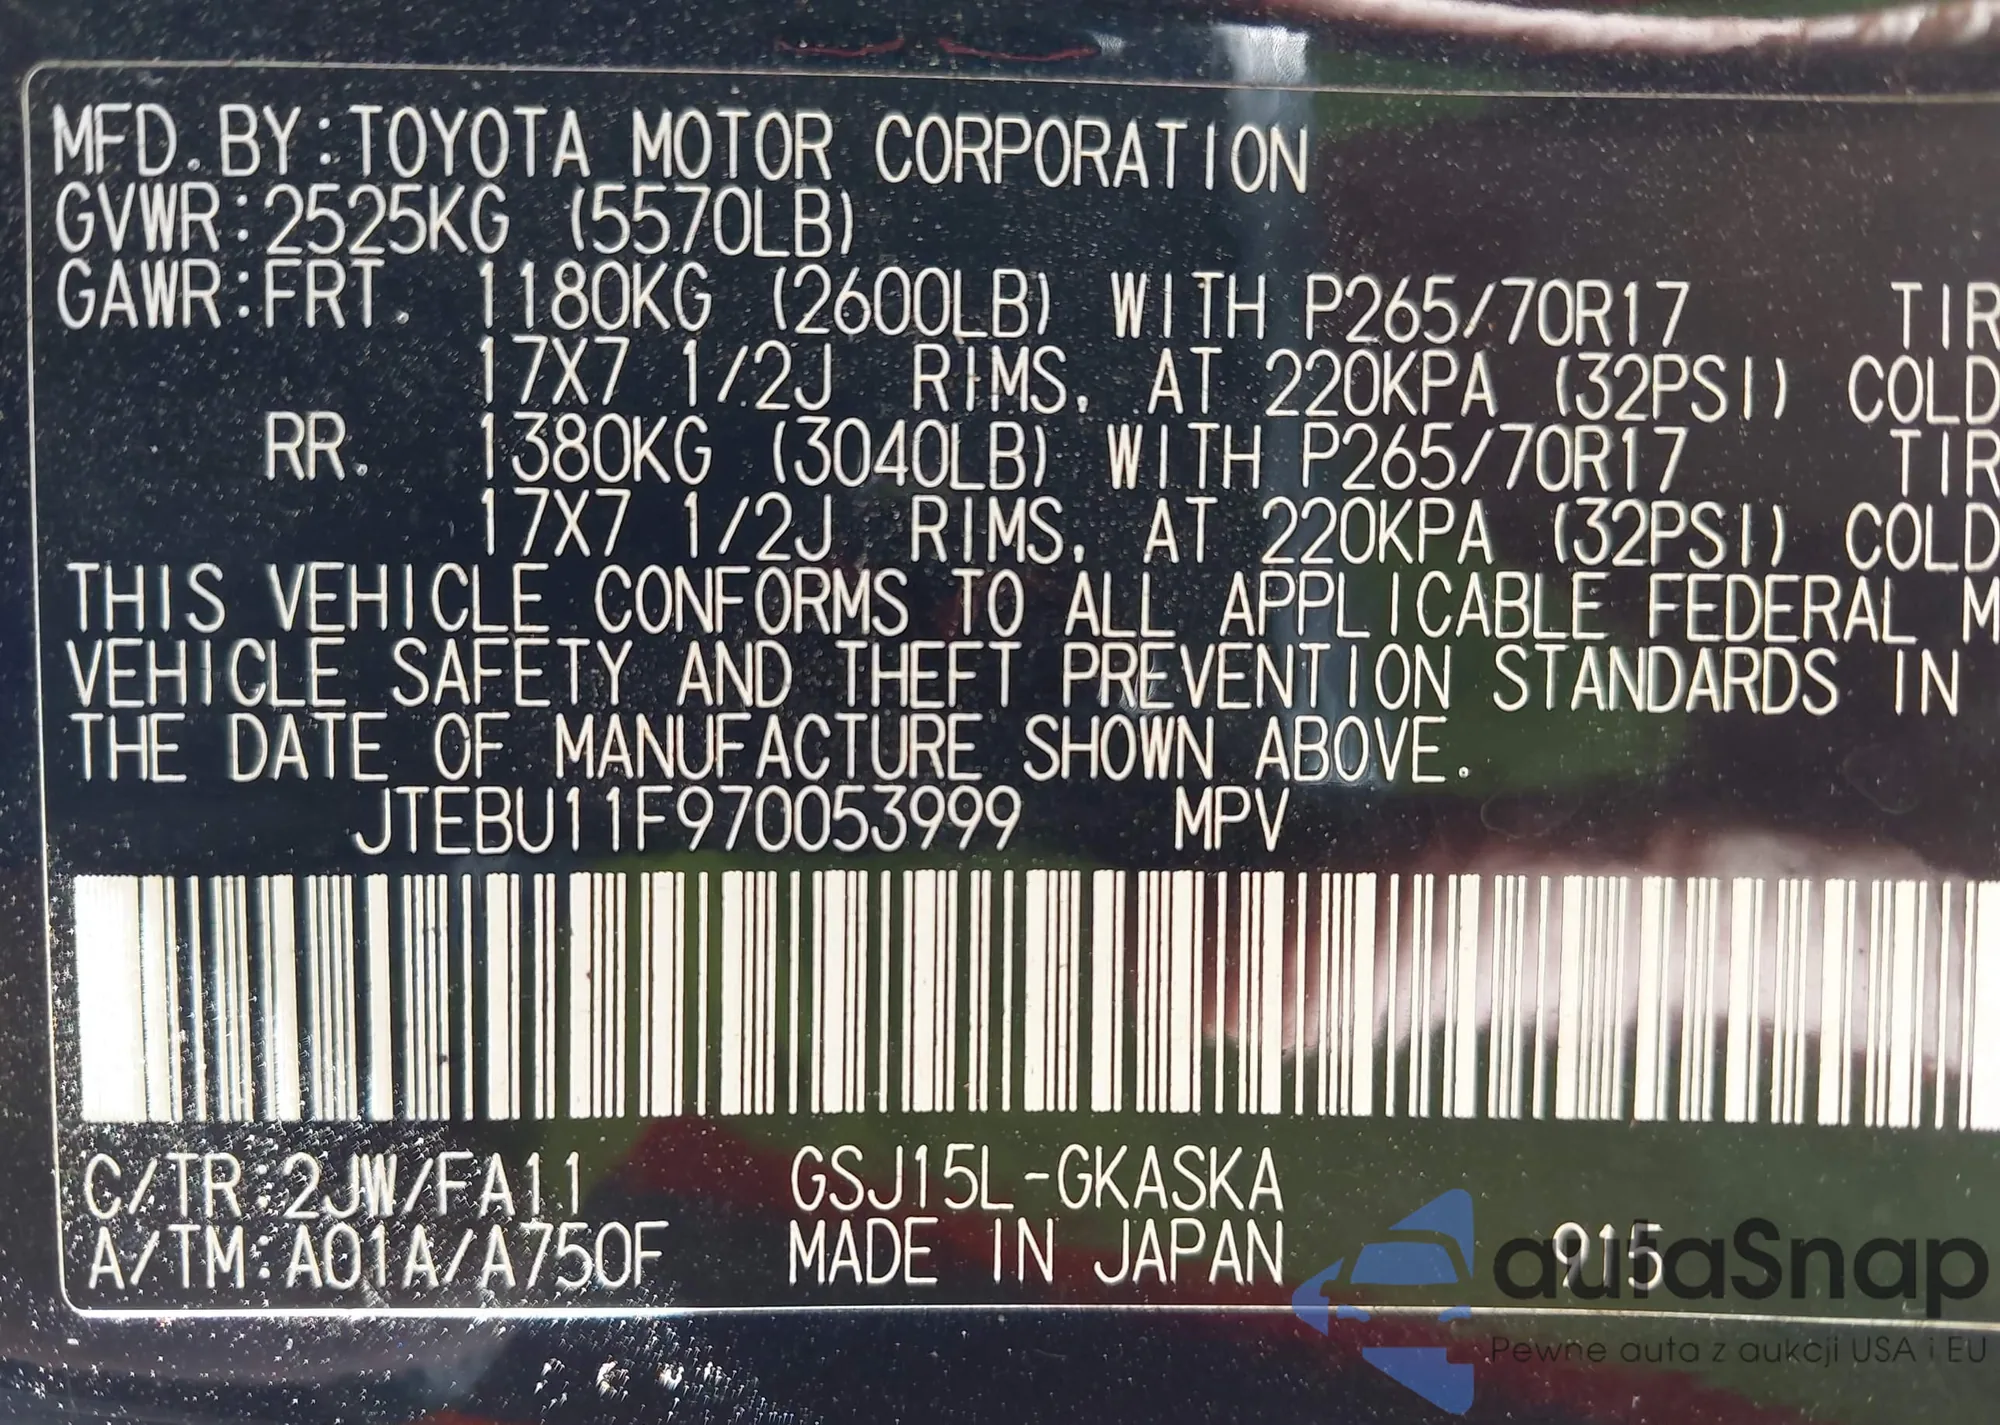 MFD.BY:TOYOTA MOTOR CORPORATION
GVWR:2525KG (5570LB)
GAWR:FRT. 1180KG (2600LB) WITH P265/70R17 TIR
17X7 1/2J RIMS, AT 220KPA (32PSI) COLD
RR. 1380KG (3040LB) WITH P265/70R17 TIR
17X7 1/2J RIMS, AT 220KPA (32PSI) COLD
THIS VEHICLE CONFORMS TO ALL APPLICABLE FEDERAL M
VEHICLE SAFETY AND THEFT PREVENTION STANDARDS IN
THE DATE OF MANUFACTURE SHOWN ABOVE.
JTEBU11F970053999 MPV
C/TR:2JW/FA11 GSJ15L-GKASKA
A/TM:A01A/A750F MADE IN JAPAN 915
autaSnap
Pewne auta z aukcji USA i EU